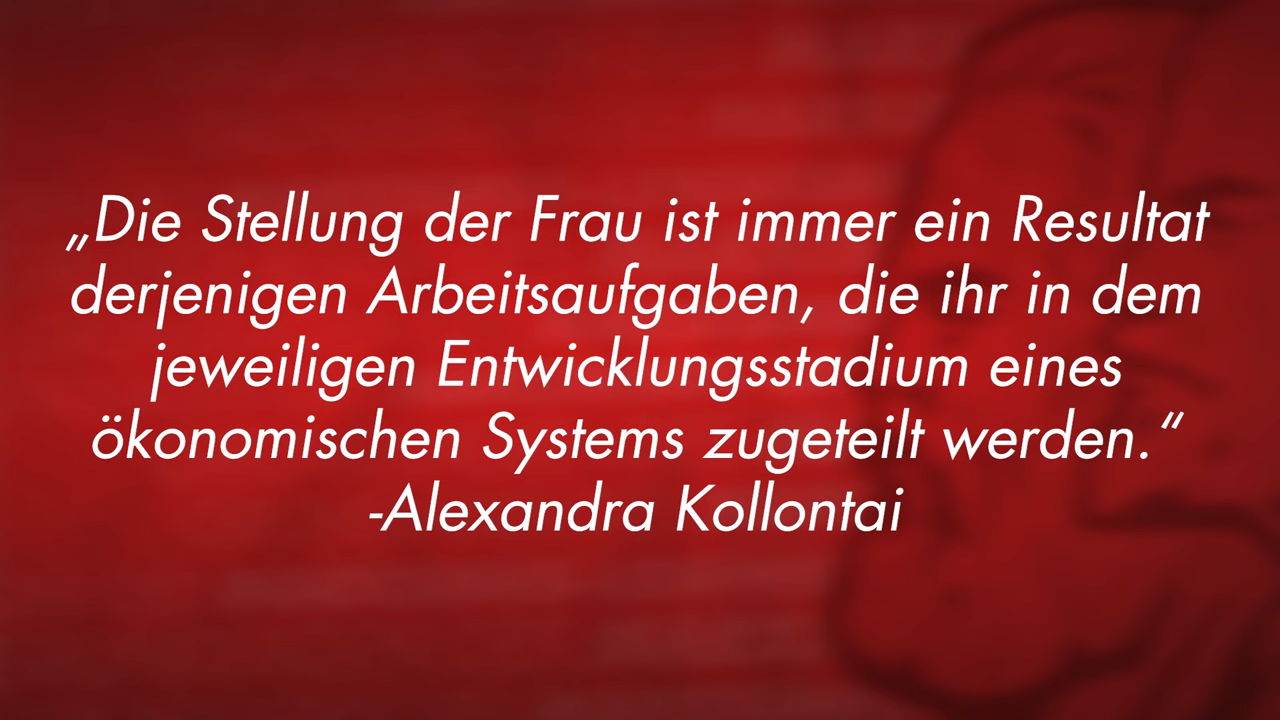 „Die Stellung der Frau ist immer ein Resultat
derjenigen Arbeitsaufgaben, die ihr in dem
jeweiligen Entwicklungsstadium eines
ökonomischen Systems zugeteilt werden.“
-Alexandra Kollontai